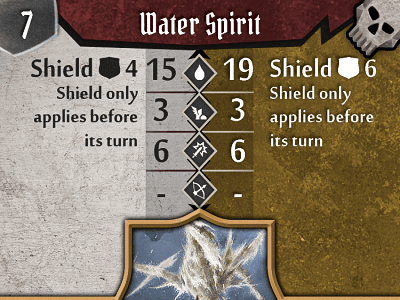 7
Water Spirit
Shield 4
Shield only
applies before
its turn
15 19
3 3
6 6
- -
Shield 6
Shield only
applies before
its turn